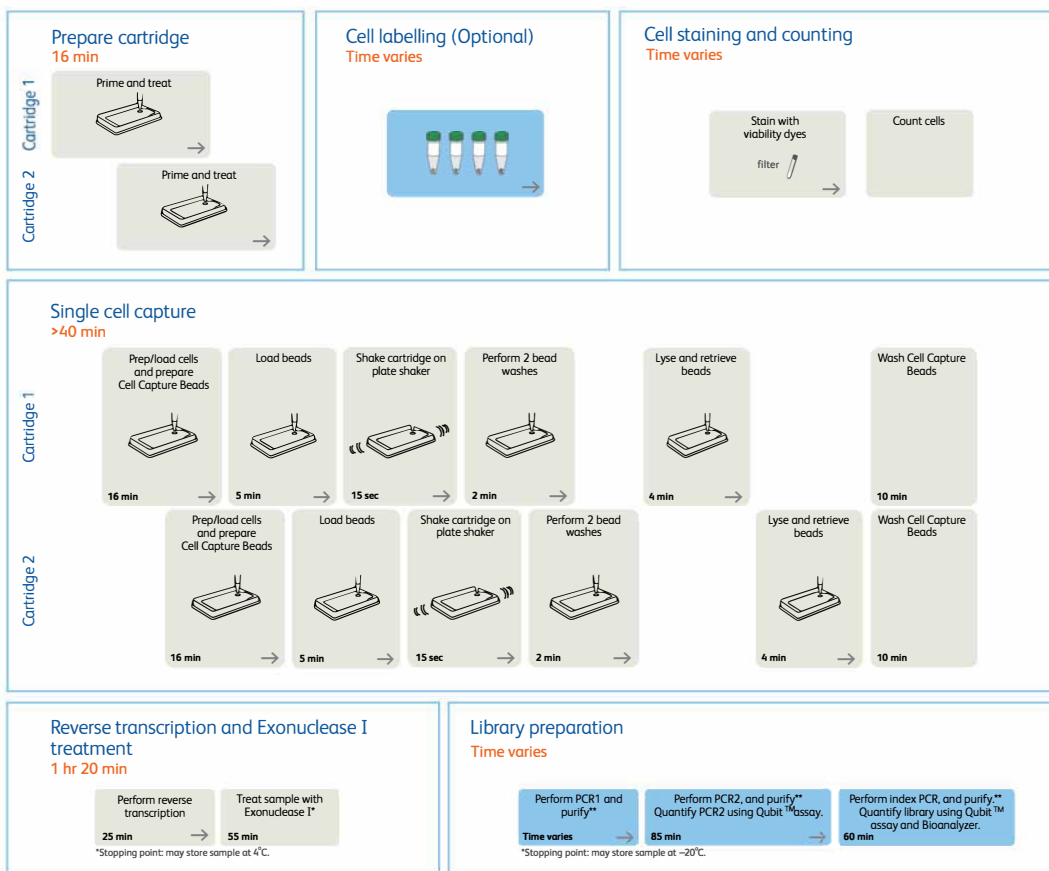 Prepare cartridge
16 min
Cartridge 1
Prime and treat
Cartridge 2
Prime and treat
Cell labelling (Optional)
Time varies
Cell staining and counting
Time varies
Stain with
viability dyes
filter
Count cells
Single cell capture
>40 min
Cartridge 1
Prep/load cells
and prepare
Cell Capture Beads
16 min
Load beads
5 min
Shake cartridge on
plate shaker
15 sec
Perform 2 bead
washes
2 min
Lyse and retrieve
beads
4 min
Wash Cell Capture
Beads
10 min
Cartridge 2
Prep/load cells
and prepare
Cell Capture Beads
16 min
Load beads
5 min
Shake cartridge on
plate shaker
15 sec
Perform 2 bead
washes
2 min
Lyse and retrieve
beads
4 min
Wash Cell Capture
Beads
10 min
Reverse transcription and Exonuclease I
treatment
1 hr 20 min
Perform reverse
transcription
25 min
Treat sample with
Exonuclease I*
55 min
*Stopping point: may store sample at 4°C.
Library preparation
Time varies
Perform PCR1 and
purify**
Time varies
Perform PCR2, and purify**
Quantify PCR2 using Qubit™assay.
85 min
Perform index PCR, and purify.**
Quantify library using Qubit™
assay and Bioanalyzer.
60 min
*Stopping point: may store sample at –20°C.